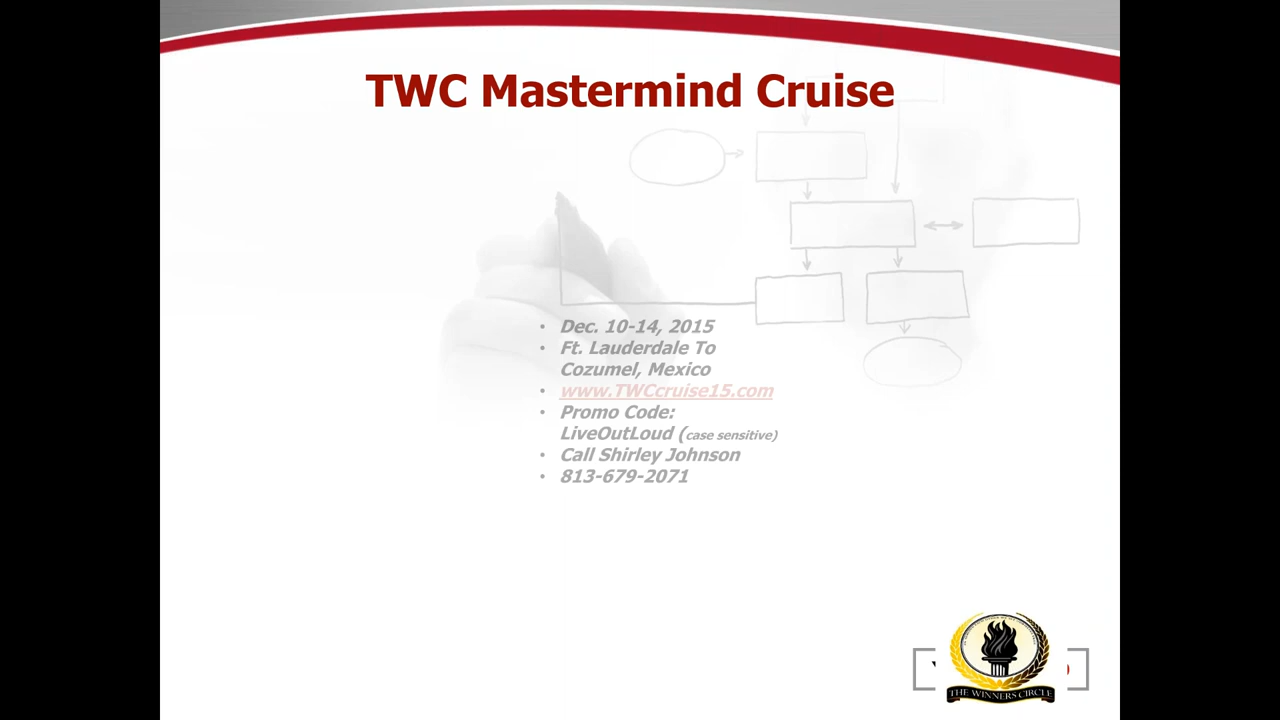 TWC Mastermind Cruise
• Dec. 10-14, 2015
• Ft. Lauderdale To
Cozumel, Mexico
• www.TWCcruise15.com
• Promo Code:
LiveOutLoud (case sensitive)
• Call Shirley Johnson
• 813-679-2071
THE WINNERS CIRCLE